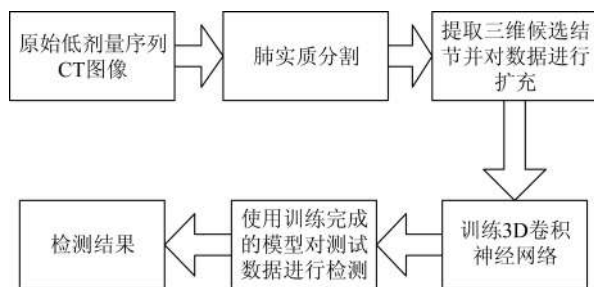 原始低剂量序列
CT图像
肺实质分割
提取三维候选结
节并对数据进行
扩充
训练3D卷积
神经网络
使用训练完成
的模型对测试
数据进行检测
检测结果